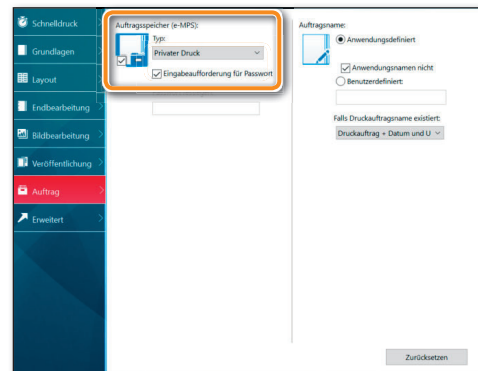 Schnelldruck
Grundlagen
Layout
Endbearbeitung
Bildbearbeitung
Veröffentlichung
Auftrag
Erweitert
Auftragsspeicher (e-MPS):
Typ:
Privater Druck
Eingabeaufforderung für Passwort
Auftragsname:
Anwendungsdefiniert
Anwendungsnamen nicht
Benutzerdefiniert:
Falls Druckauftragsname existiert:
Druckauftrag + Datum und U
Zurücksetzen